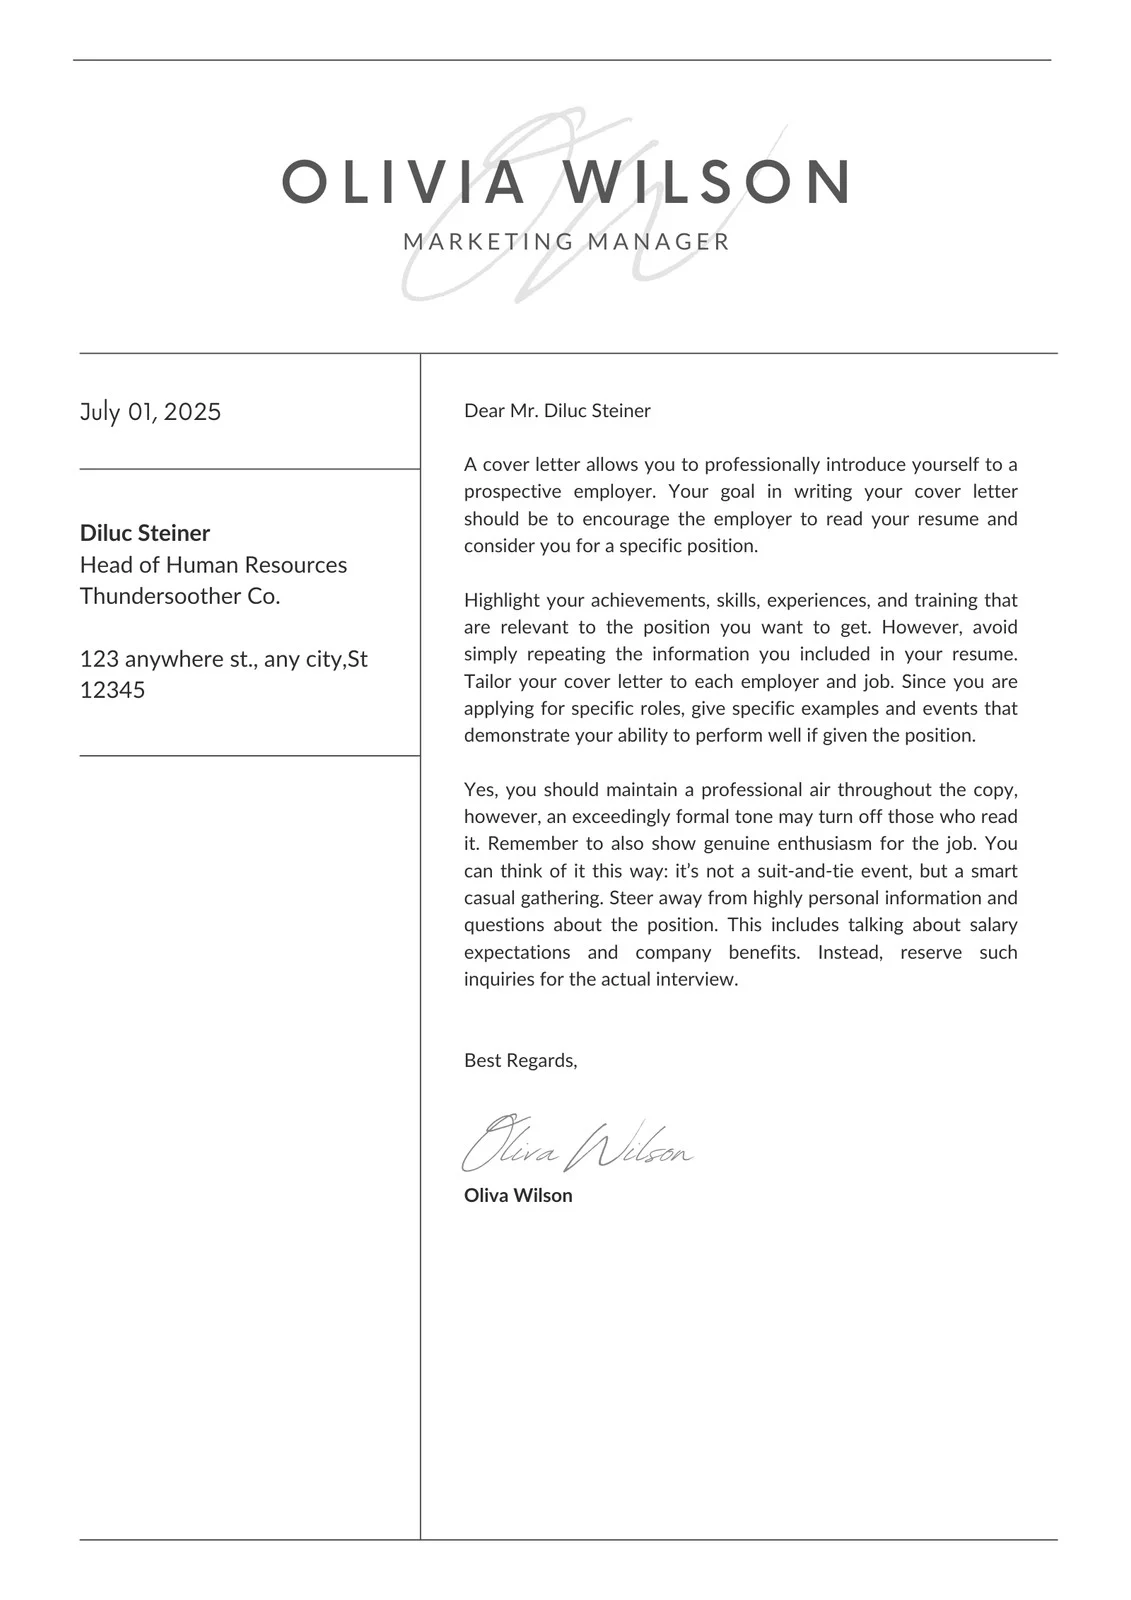 OLIVIA WILSON
MARKETING MANAGER
July 01, 2025
Diluc Steiner
Head of Human Resources
Thundersoother Co.
123 anywhere st., any city,St
12345
Dear Mr. Diluc Steiner
A cover letter allows you to professionally introduce yourself to a
prospective employer. Your goal in writing your cover letter
should be to encourage the employer to read your resume and
consider you for a specific position.
Highlight your achievements, skills, experiences, and training that
are relevant to the position you want to get. However, avoid
simply repeating the information you included in your resume.
Tailor your cover letter to each employer and job. Since you are
applying for specific roles, give specific examples and events that
demonstrate your ability to perform well if given the position.
Yes, you should maintain a professional air throughout the copy,
however, an exceedingly formal tone may turn off those who read
it. Remember to also show genuine enthusiasm for the job. You
can think of it this way: it’s not a suit-and-tie event, but a smart
casual gathering. Steer away from highly personal information and
questions about the position. This includes talking about salary
expectations and company benefits. Instead, reserve such
inquiries for the actual interview.
Best Regards,
Oliva Wilson
Oliva Wilson